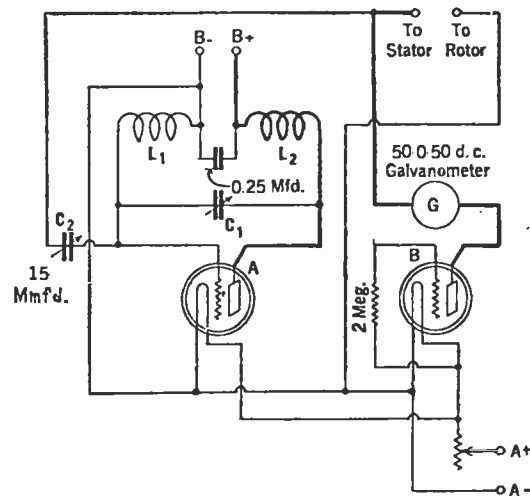 B- B+
To To
Stator Rotor
L1 L2
50·0·50 d.c.
Galvanometer
0.25 Mfd.
G
C2 C1
15
Mmfd.
A B
2 Meg.
A+
A-